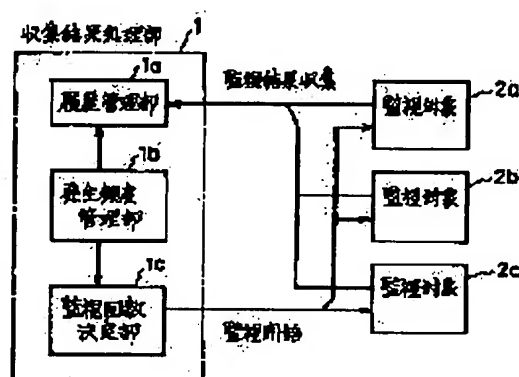 収集結果処理部
1
1a
履歴管理部
1b
発生頻度
管理部
1c
監視回数
決定部
監視結果収集
監視開始
2a
監視対象
2b
監視対象
2c
監視対象